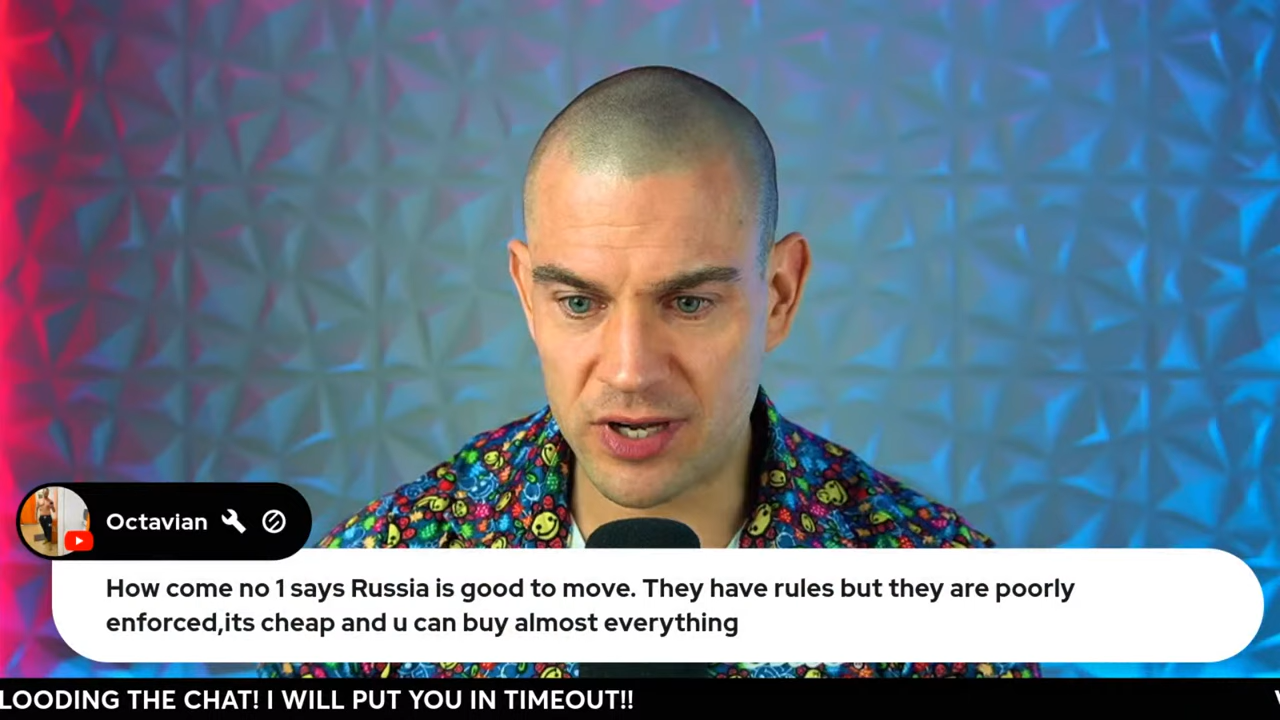 Octavian
How come no 1 says Russia is good to move. They have rules but they are poorly
enforced,its cheap and u can buy almost everything
LOODING THE CHAT! I WILL PUT YOU IN TIMEOUT!!